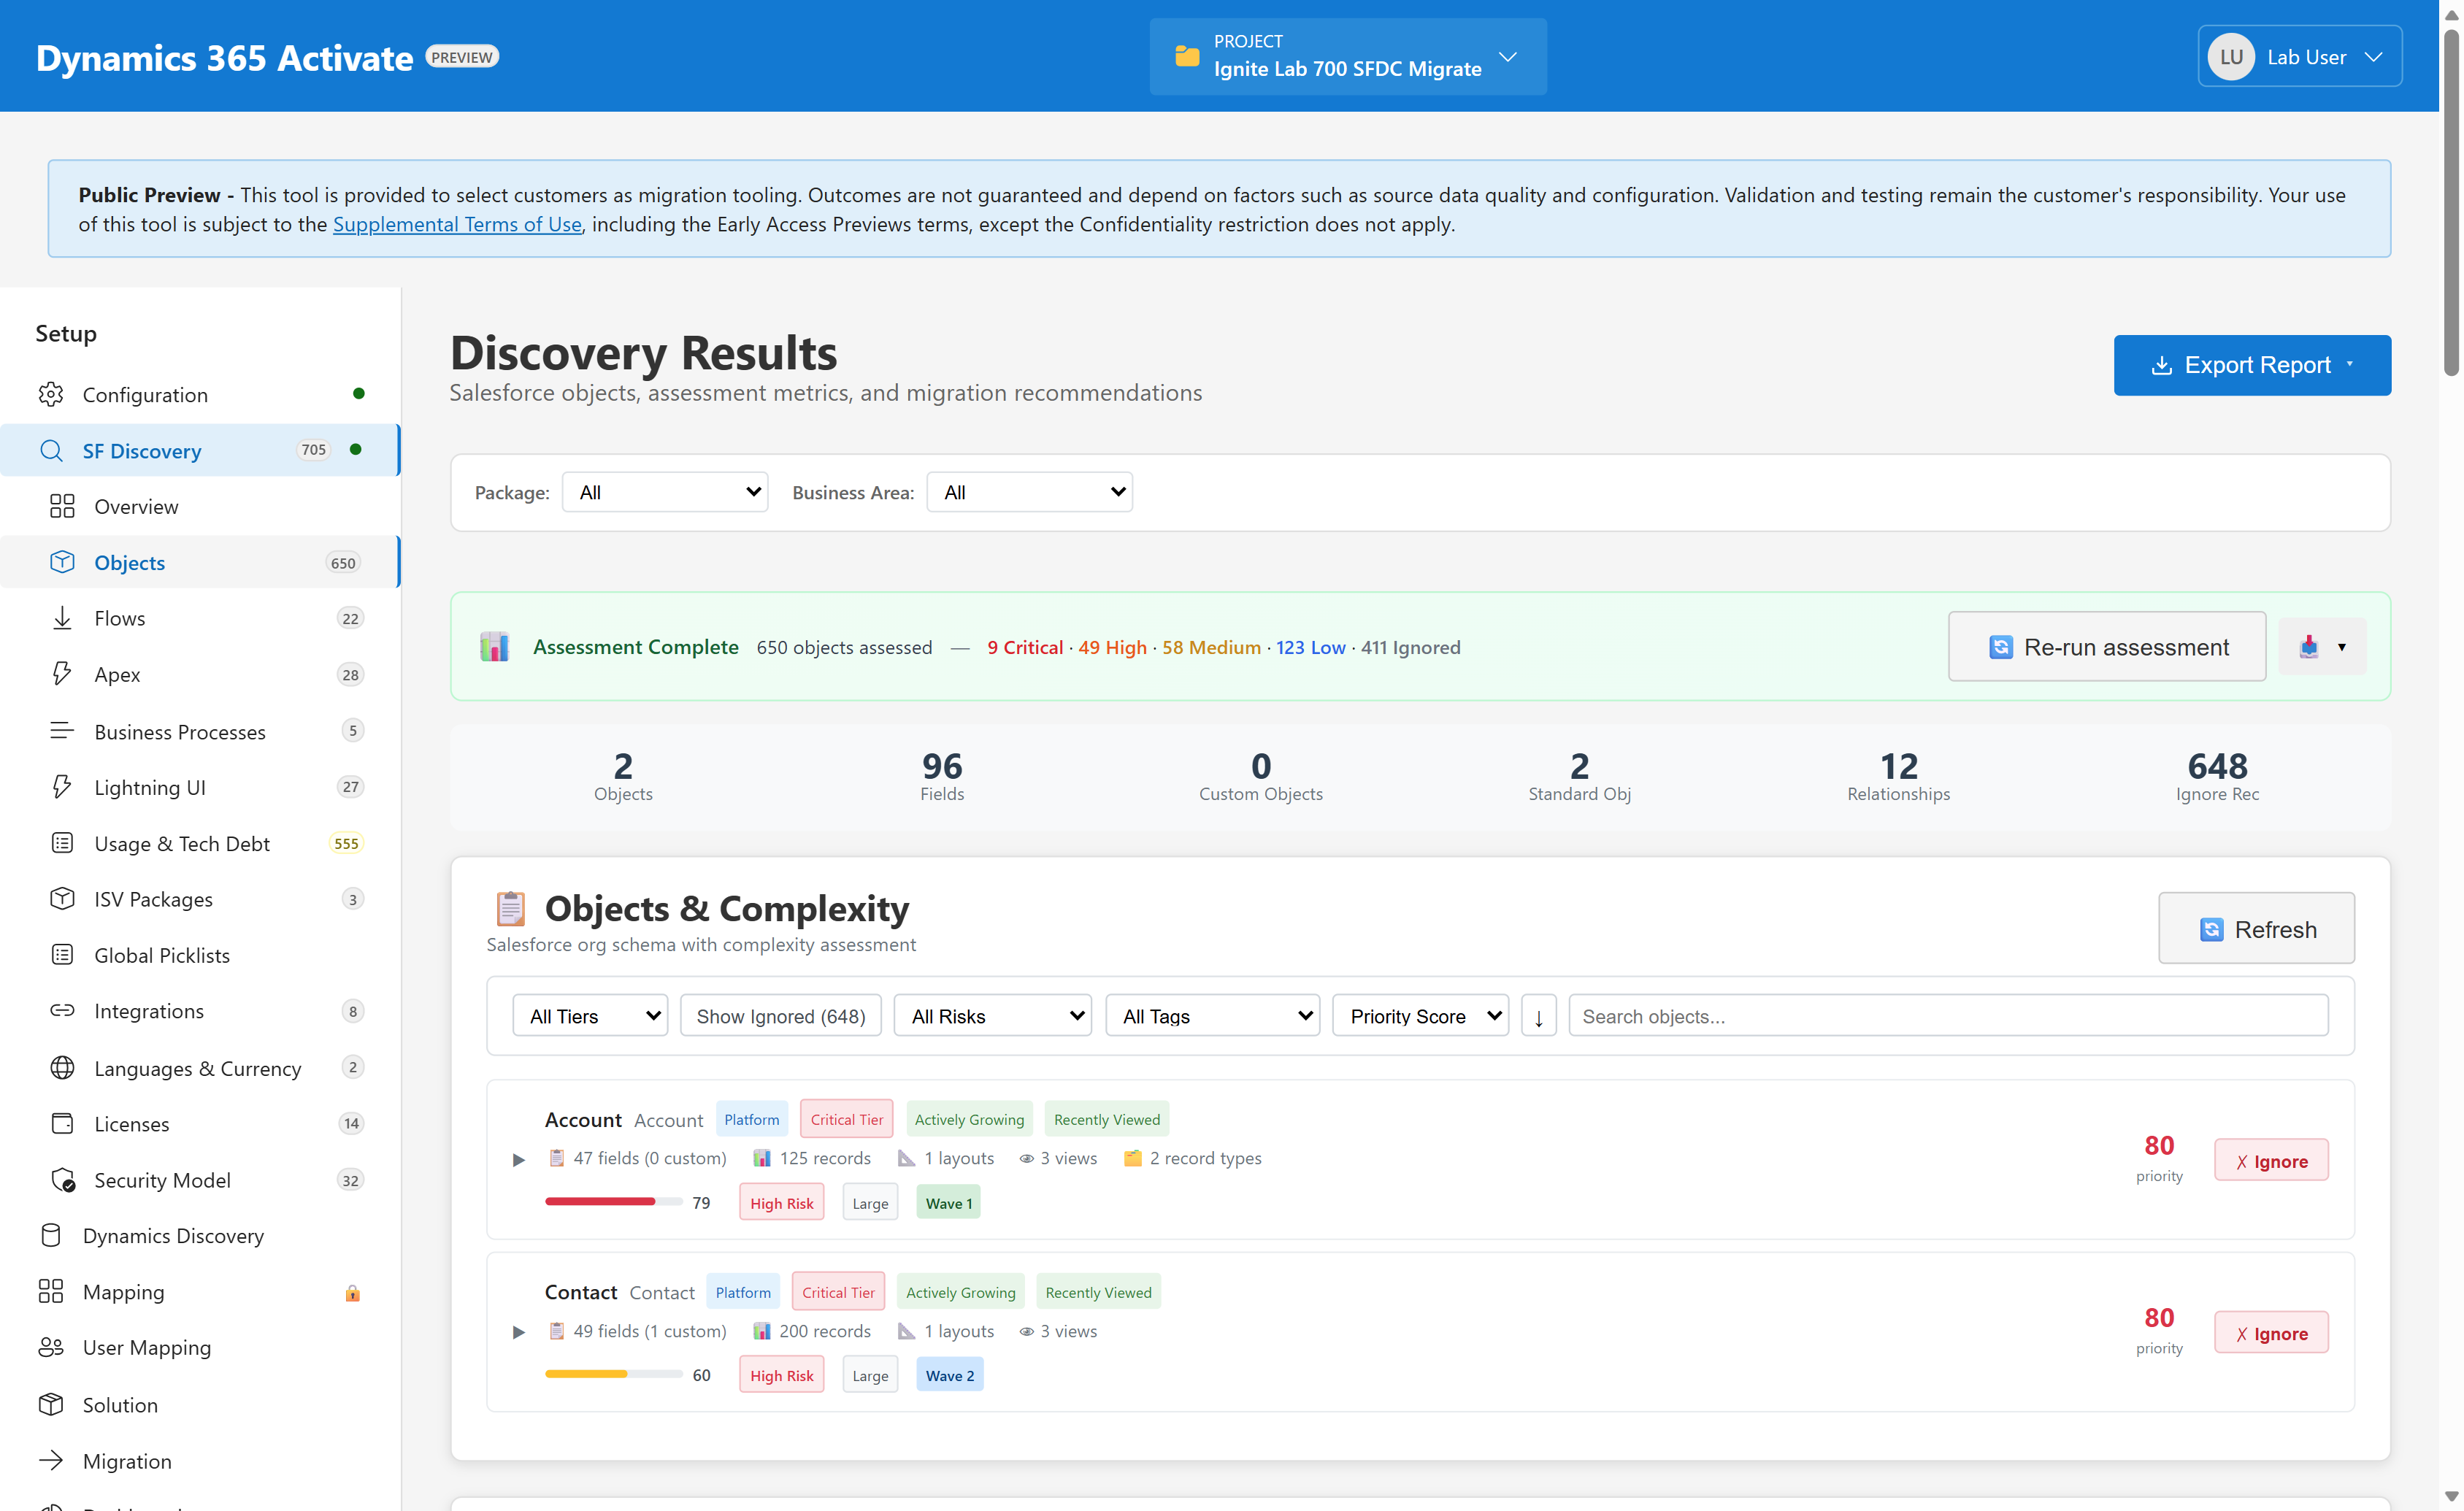 Dynamics 365 Activate PREVIEW
PROJECT
Ignite Lab 700 SFDC Migrate
LU Lab User
Public Preview - This tool is provided to select customers as migration tooling. Outcomes are not guaranteed and depend on factors such as source data quality and configuration. Validation and testing remain the customer's responsibility. Your use
of this tool is subject to the Supplemental Terms of Use, including the Early Access Previews terms, except the Confidentiality restriction does not apply.
Setup
Configuration
SF Discovery 705
Overview
Objects 650
Flows 22
Apex 28
Business Processes 5
Lightning UI 27
Usage & Tech Debt 555
ISV Packages 3
Global Picklists
Integrations 8
Languages & Currency 2
Licenses 14
Security Model 32
Dynamics Discovery
Mapping
User Mapping
Solution
Migration
Discovery Results
Salesforce objects, assessment metrics, and migration recommendations
Export Report
Package: All Business Area: All
Assessment Complete 650 objects assessed — 9 Critical · 49 High · 58 Medium · 123 Low · 411 Ignored
Re-run assessment
2 96 0 2 12 648
Objects Fields Custom Objects Standard Obj Relationships Ignore Rec
Objects & Complexity
Salesforce org schema with complexity assessment
Refresh
All Tiers Show Ignored (648) All Risks All Tags Priority Score ↓ Search objects...
Account Account Platform Critical Tier Actively Growing Recently Viewed
47 fields (0 custom) 125 records 1 layouts 3 views 2 record types
79 High Risk Large Wave 1
80
priority
✗ Ignore
Contact Contact Platform Critical Tier Actively Growing Recently Viewed
49 fields (1 custom) 200 records 1 layouts 3 views
60 High Risk Large Wave 2
80
priority
✗ Ignore